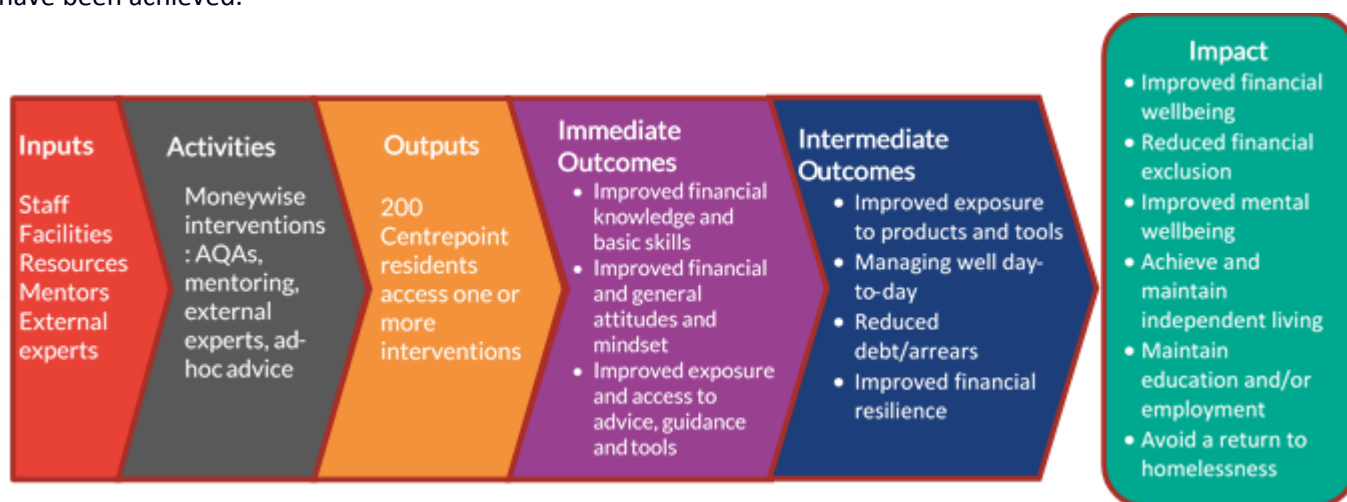 have been achieved.
Inputs
Staff
Facilities
Resources
Mentors
External
experts
Activities
Moneywise
interventions
: AQAs,
mentoring,
external
experts, ad-
hoc advice
Outputs
200
Centrepoint
residents
access one or
more
interventions
Immediate
Outcomes
• Improved financial
knowledge and
basic skills
• Improved financial
and general
attitudes and
mindset
• Improved exposure
and access to
advice, guidance
and tools
Intermediate
Outcomes
• Improved exposure
to products and tools
• Managing well day-
to-day
• Reduced
debt/arrears
• Improved financial
resilience
Impact
• Improved financial
wellbeing
• Reduced financial
exclusion
• Improved mental
wellbeing
• Achieve and
maintain
independent living
• Maintain
education and/or
employment
• Avoid a return to
homelessness